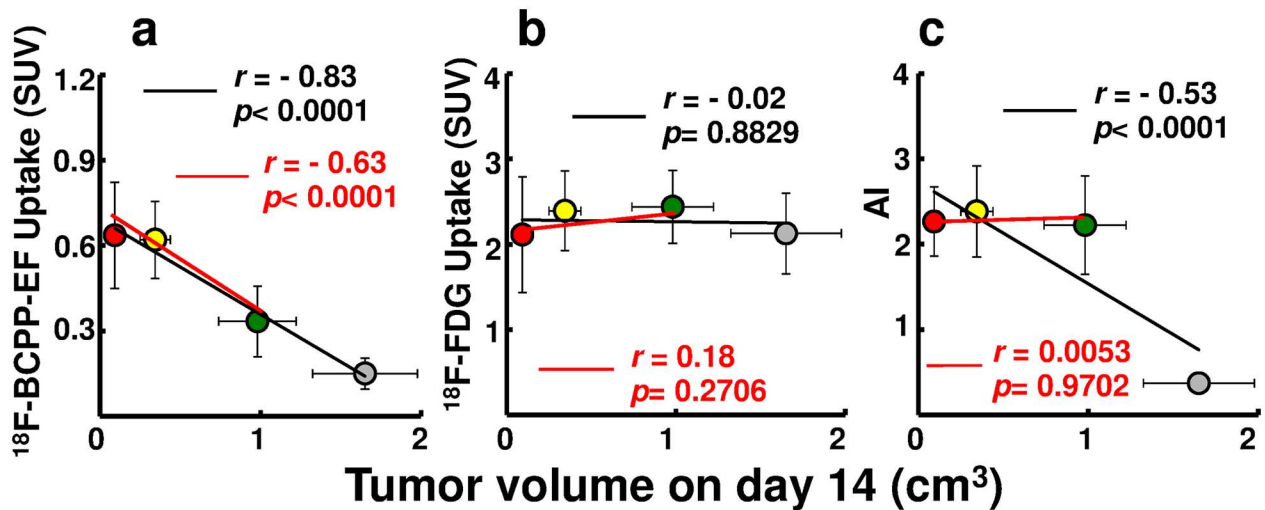 a
¹⁸F-BCPP-EF Uptake (SUV)
1.2
0.9
0.6
0.3
0
1
2
r = - 0.83
p< 0.0001
r = - 0.63
p< 0.0001
b
¹⁸F-FDG Uptake (SUV)
4
3
2
1
0
1
2
r = - 0.02
p= 0.8829
r = 0.18
p= 0.2706
c
AI
4
3
2
1
0
1
2
r = - 0.53
p< 0.0001
r = 0.0053
p= 0.9702
Tumor volume on day 14 (cm³)